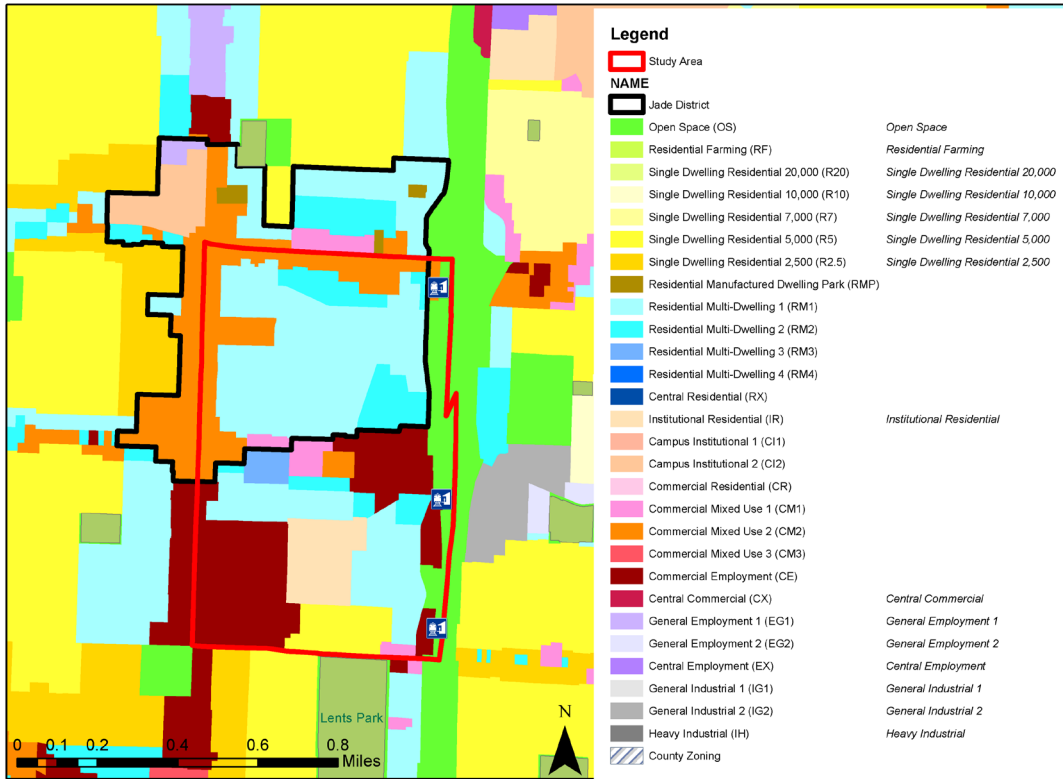 Legend
Study Area
NAME
Jade District
Open Space (OS) Open Space
Residential Farming (RF) Residential Farming
Single Dwelling Residential 20,000 (R20) Single Dwelling Residential 20,000
Single Dwelling Residential 10,000 (R10) Single Dwelling Residential 10,000
Single Dwelling Residential 7,000 (R7) Single Dwelling Residential 7,000
Single Dwelling Residential 5,000 (R5) Single Dwelling Residential 5,000
Single Dwelling Residential 2,500 (R2.5) Single Dwelling Residential 2,500
Residential Manufactured Dwelling Park (RMP)
Residential Multi-Dwelling 1 (RM1)
Residential Multi-Dwelling 2 (RM2)
Residential Multi-Dwelling 3 (RM3)
Residential Multi-Dwelling 4 (RM4)
Central Residential (RX)
Institutional Residential (IR) Institutional Residential
Campus Institutional 1 (CI1)
Campus Institutional 2 (CI2)
Commercial Residential (CR)
Commercial Mixed Use 1 (CM1)
Commercial Mixed Use 2 (CM2)
Commercial Mixed Use 3 (CM3)
Commercial Employment (CE)
Central Commercial (CX) Central Commercial
General Employment 1 (EG1) General Employment 1
General Employment 2 (EG2) General Employment 2
Central Employment (EX) Central Employment
General Industrial 1 (IG1) General Industrial 1
General Industrial 2 (IG2) General Industrial 2
Heavy Industrial (IH) Heavy Industrial
County Zoning
Lents Park
N
0 0.1 0.2 0.4 0.6 0.8
Miles